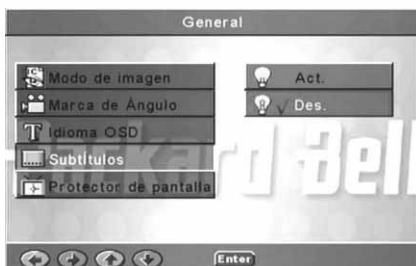 General
Modo de imagen
Marca de Ángulo
Idioma OSD
Subtítulos
Protector de pantalla
Act.
√ Des.
Packard Bell
Enter